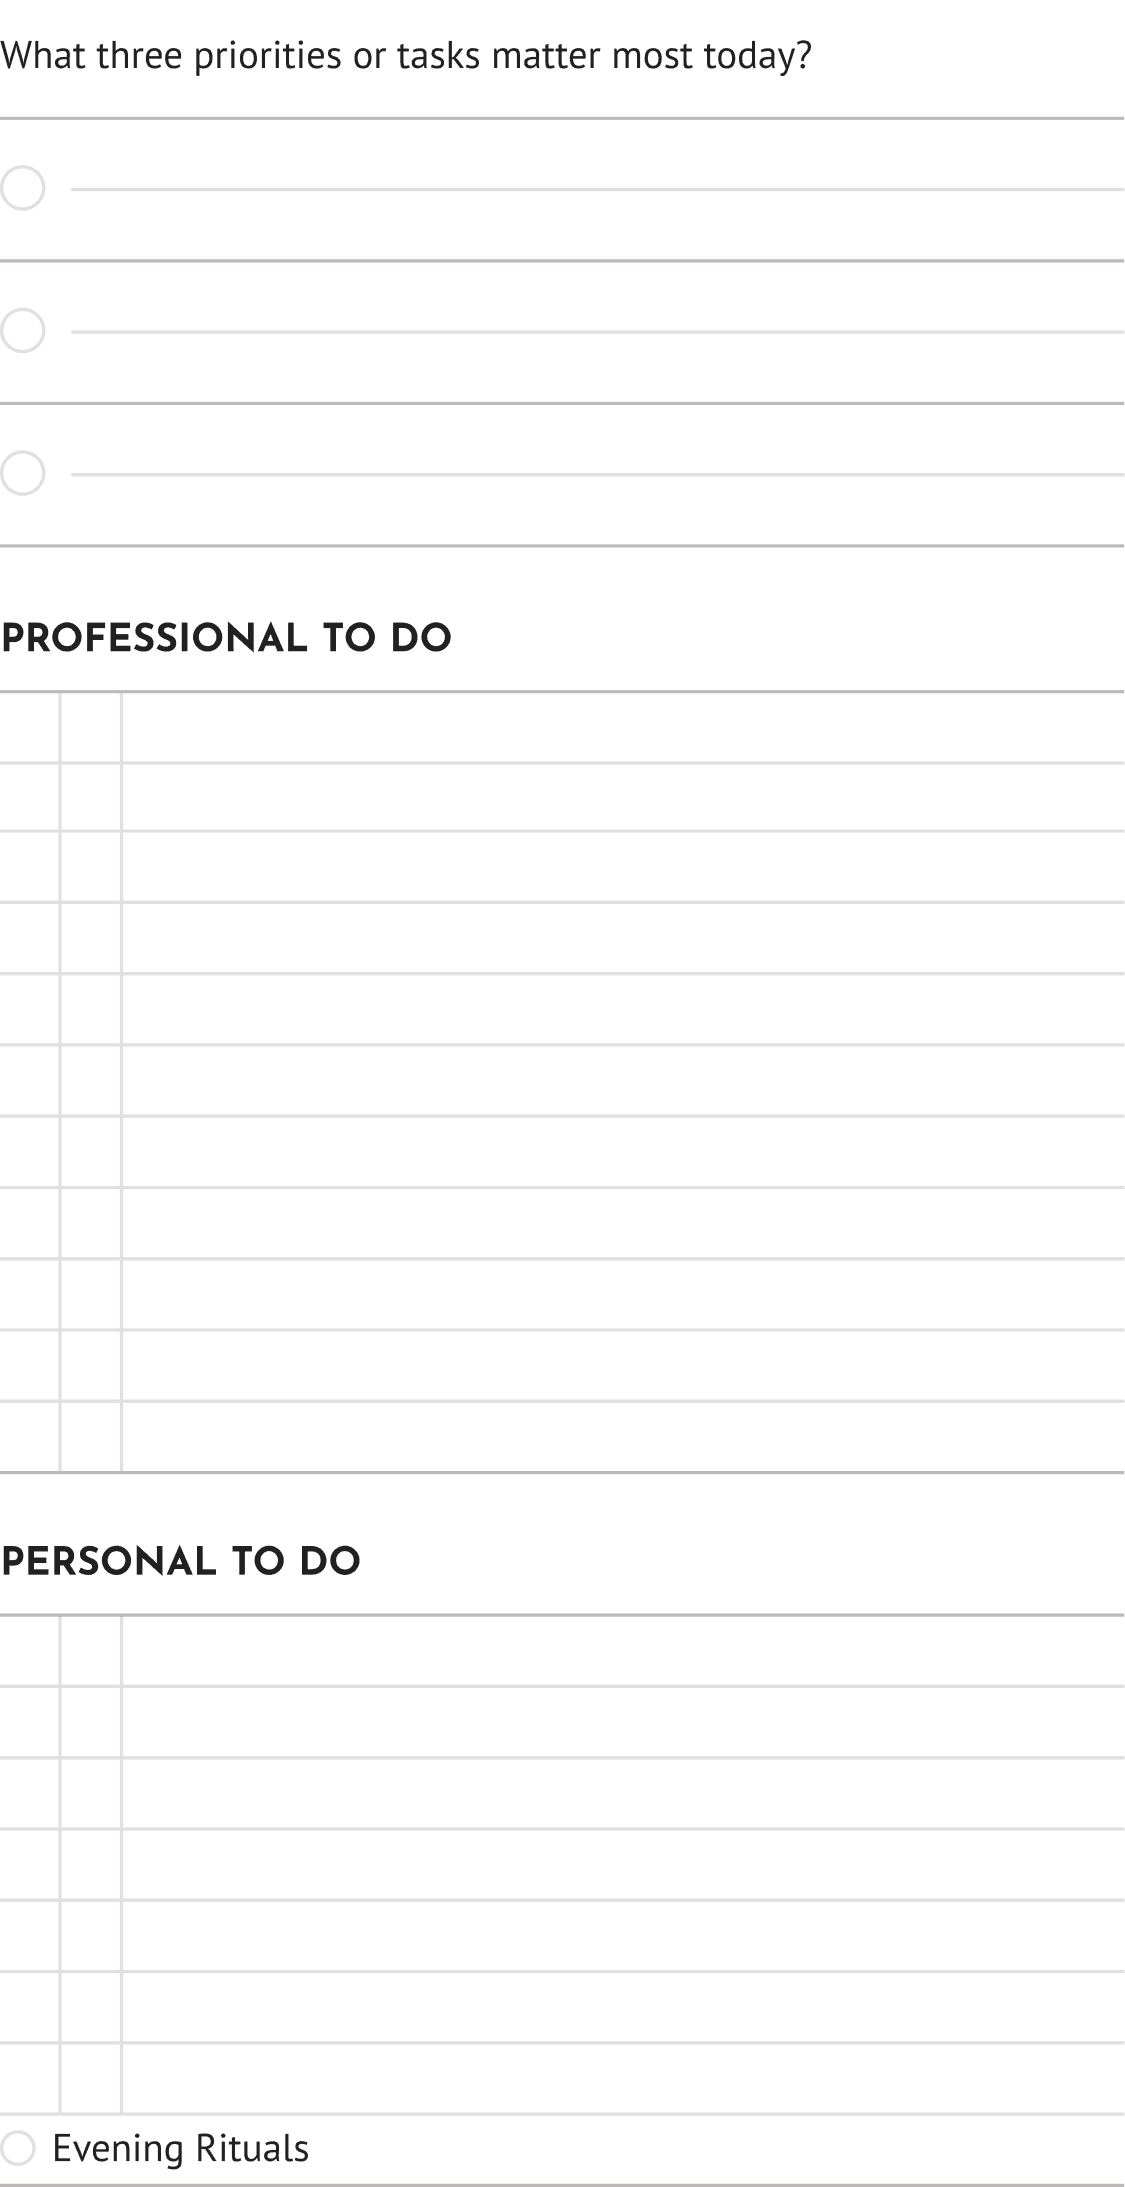 What three priorities or tasks matter most today?
PROFESSIONAL TO DO
PERSONAL TO DO
Evening Rituals